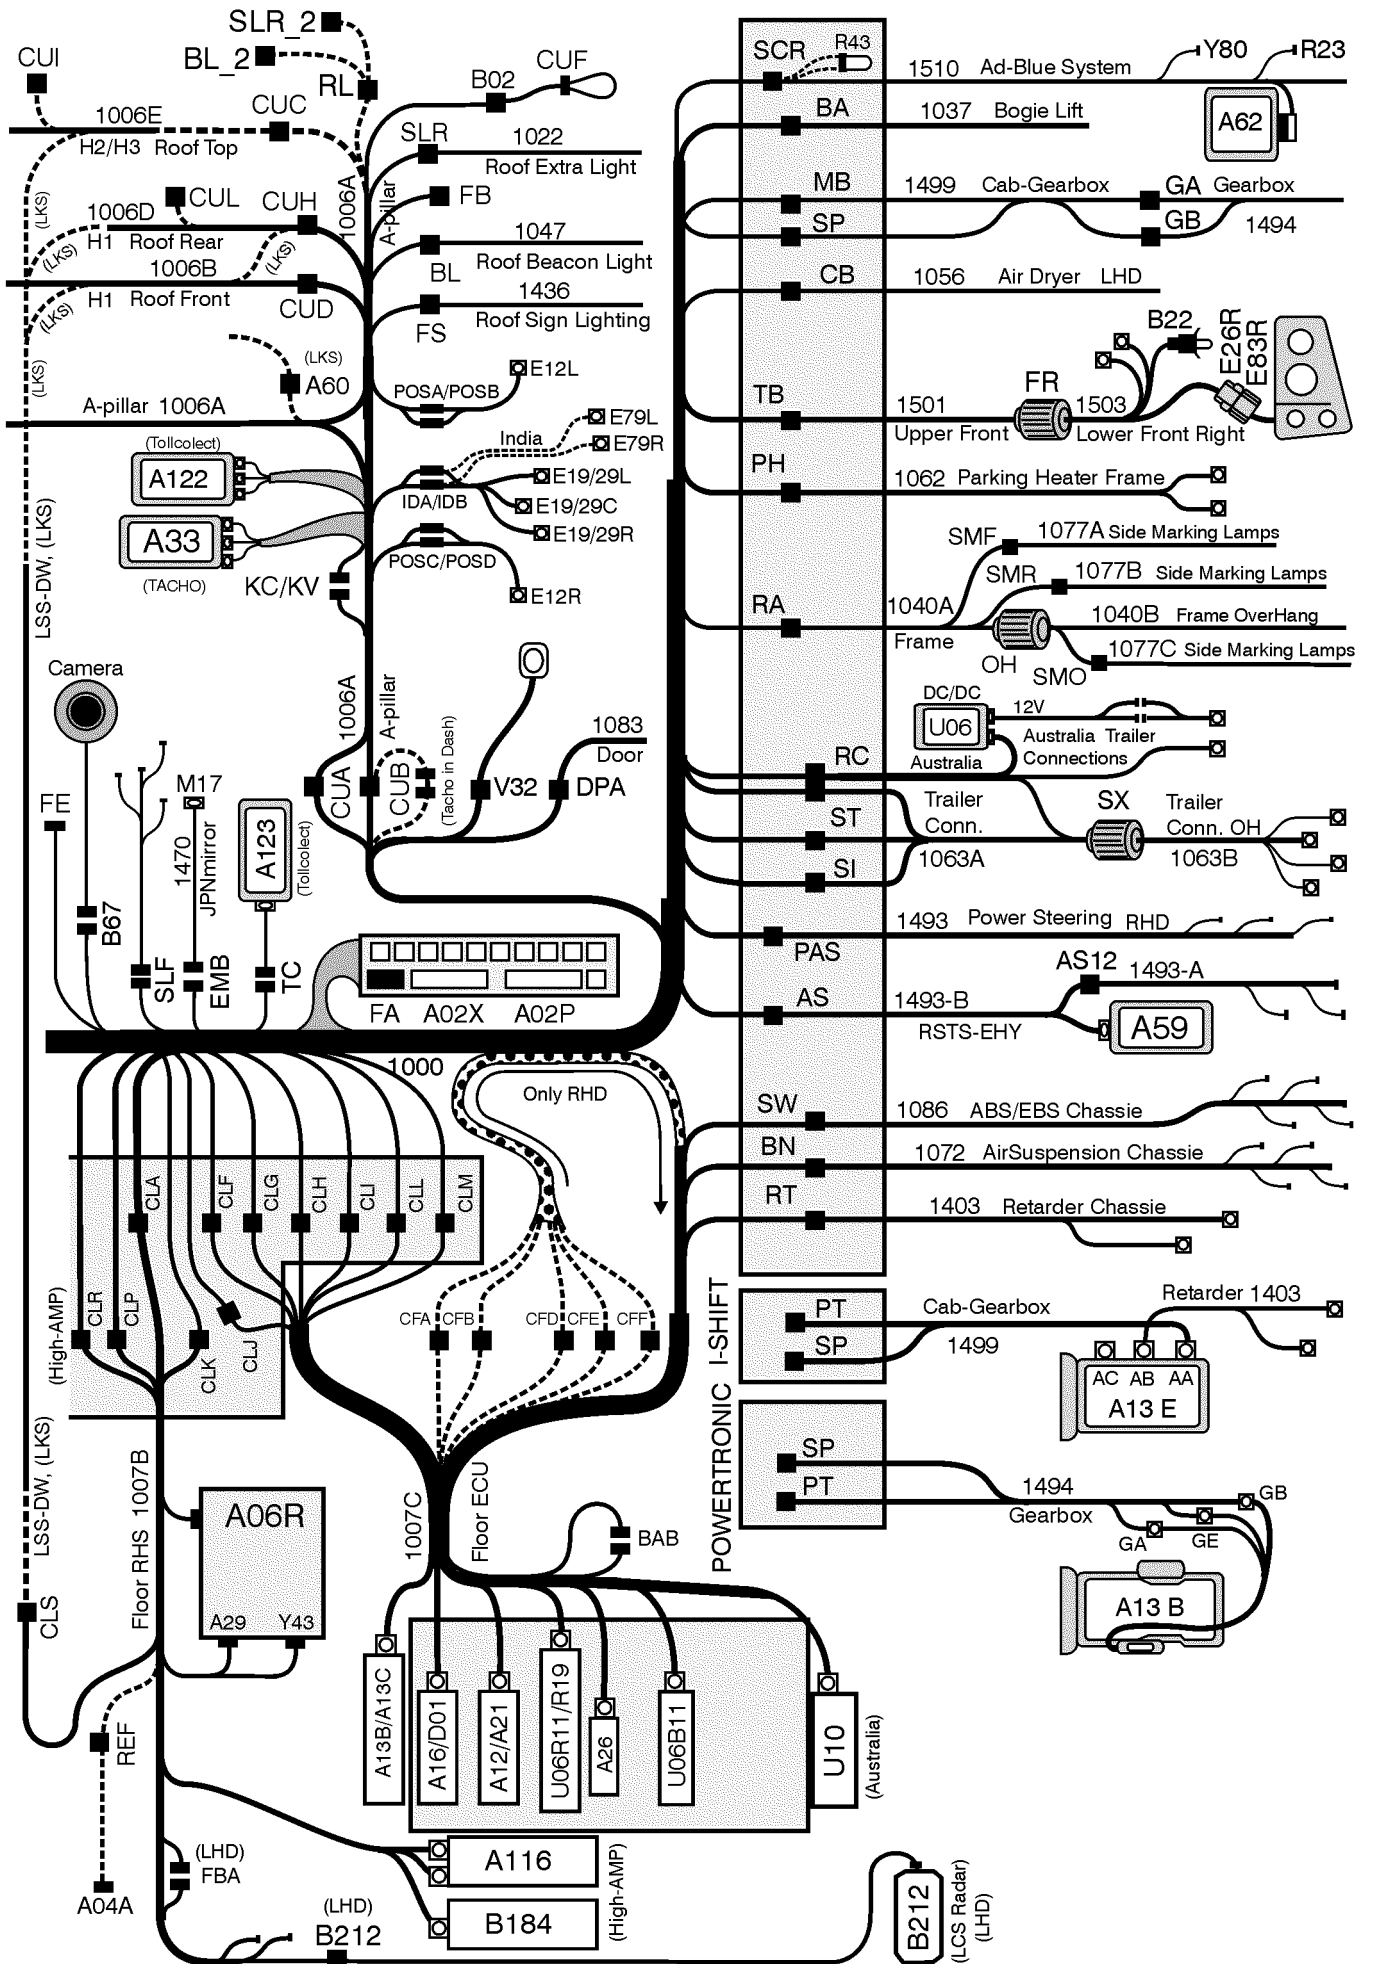 SLR_2
BL_2
CUI
RL
CUC
1006E
H2/H3 Roof Top
B02
CUF
SLR
1022
Roof Extra Light
(LKS)
CUL
CUH
1006D
H1 Roof Rear
(LKS)
(LKS)
1006B
H1 Roof Front
CUD
(LKS)
(LKS)
1006A
A-pillar
FB
1047
BL
Roof Beacon Light
1436
FS
Roof Sign Lighting
(LKS)
A60
POSA/POSB
E12L
A-pillar 1006A
(Tollcolect)
A122
A33
(TACHO)
KC/KV
India
E79L
E79R
E19/29L
IDA/IDB
E19/29C
E19/29R
POSC/POSD
E12R
LSS-DW, (LKS)
Camera
1006A
A-pillar
CUA
CUB
(Tacho in Dash)
V32
1083
Door
DPA
FE
M17
1470
JPNmirror
A123
(Tollcolect)
B67
SLF
EMB
TC
FA
A02X
A02P
1000
Only RHD
SCR
R43
1510 Ad-Blue System
Y80
R23
A62
BA
1037 Bogie Lift
MB
1499 Cab-Gearbox
GA Gearbox
SP
GB
1494
CB
1056 Air Dryer LHD
TB
1501
Upper Front
FR
1503
Lower Front Right
B22
E26R
E83R
PH
1062 Parking Heater Frame
SMF
1077A Side Marking Lamps
SMR
1077B Side Marking Lamps
RA
1040A
Frame
OH
1040B Frame OverHang
SMO
1077C Side Marking Lamps
DC/DC
U06
12V
Australia Trailer
Connections
Australia
RC
ST
SI
Trailer
Conn.
1063A
SX
Trailer
Conn. OH
1063B
PAS
1493 Power Steering RHD
AS
1493-B
RSTS-EHY
AS12
1493-A
A59
SW
1086 ABS/EBS Chassie
BN
1072 AirSuspension Chassie
RT
1403 Retarder Chassie
CLA
CLF
CLG
CLH
CLI
CLL
CLM
(High-AMP)
CLR
CLP
CLK
CLJ
CFA
CFB
CFD
CFE
CFF
POWERTRONIC I-SHIFT
PT
SP
Cab-Gearbox
1499
Retarder 1403
AC AB AA
A13 E
SP
PT
1494
Gearbox
GB
GA
GE
A13 B
LSS-DW, (LKS)
CLS
Floor RHS 1007B
A06R
A29
Y43
1007C
Floor ECU
BAB
REF
A04A
A13B/A13C
A16/D01
A12/A21
U06R11/R19
A26
U06B11
U10
(Australia)
(LHD)
FBA
A116
B184
(High-AMP)
(LHD)
B212
B212
(LCS Radar)
(LHD)